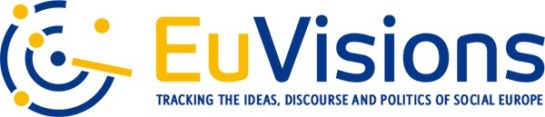 EuVisions
TRACKING THE IDEAS, DISCOURSE AND POLITICS OF SOCIAL EUROPE